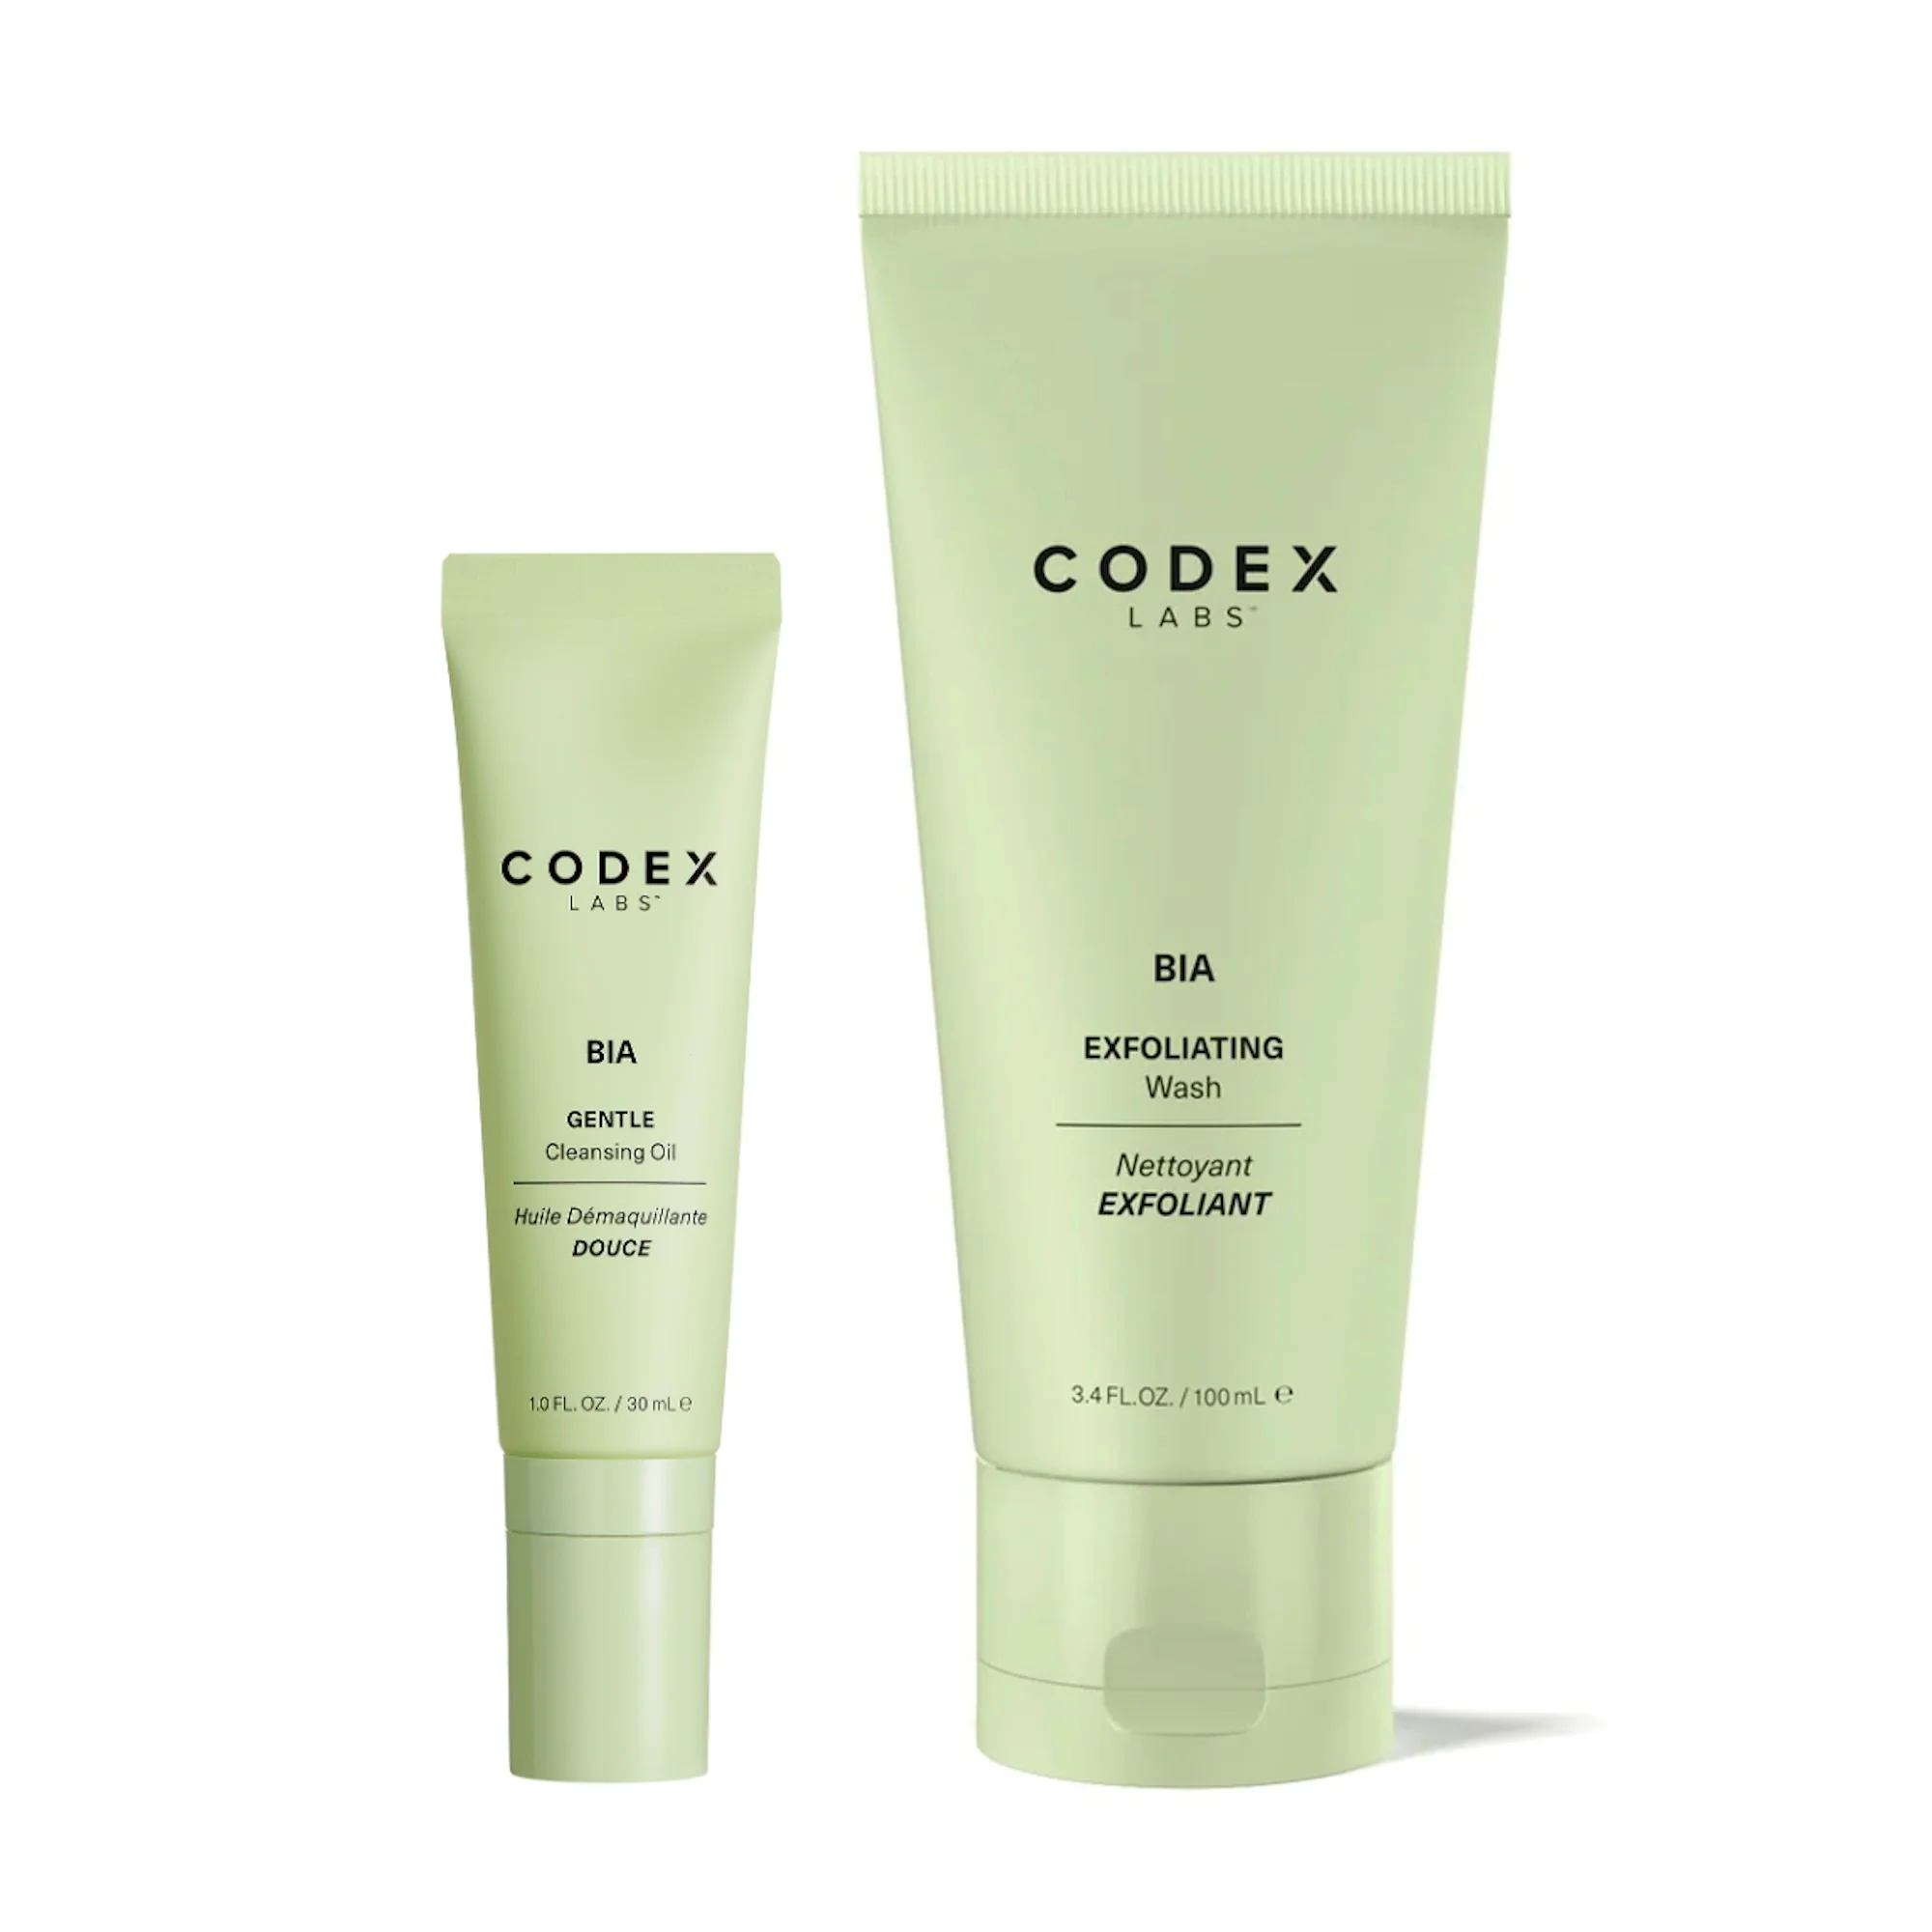 CODEX
LABS™
BIA
GENTLE
Cleansing Oil
Huile Démaquillante
DOUCE
1.0 FL. OZ. / 30 mL ℮
CODEX
LABS™
BIA
EXFOLIATING
Wash
Nettoyant
EXFOLIANT
3.4 FL.OZ. / 100 mL ℮